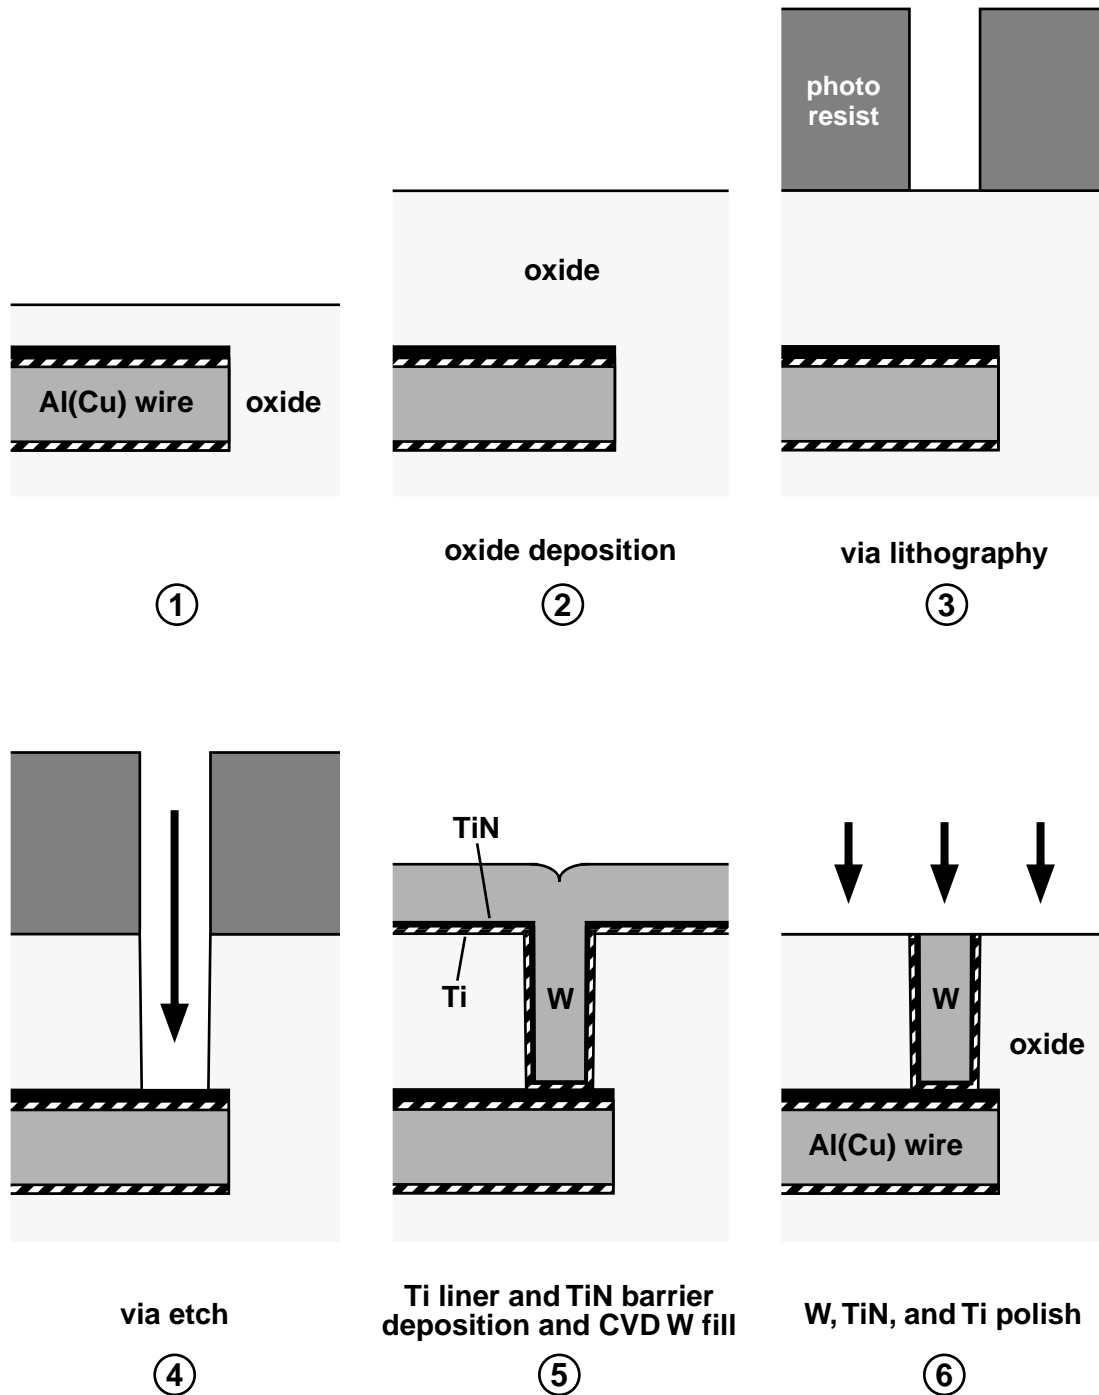 photo
resist
oxide
Al(Cu) wire
oxide
oxide deposition
via lithography
1
2
3
TiN
Ti
W
W
oxide
Al(Cu) wire
via etch
Ti liner and TiN barrier
deposition and CVD W fill
W, TiN, and Ti polish
4
5
6